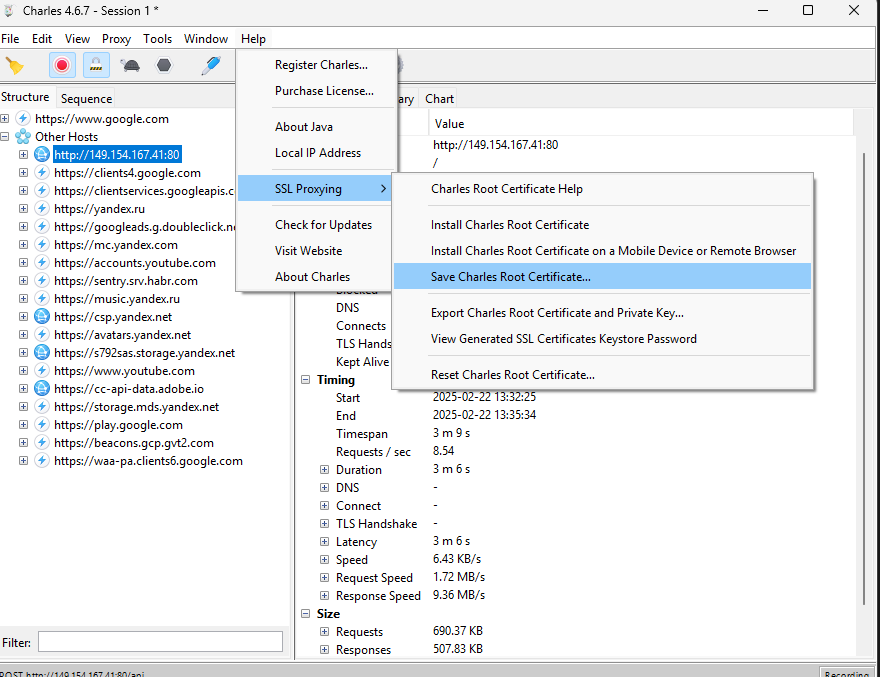 Charles 4.6.7 - Session 1 *
File Edit View Proxy Tools Window Help
Structure Sequence
https://www.google.com
Other Hosts
http://149.154.167.41:80
https://clients4.google.com
https://clientservices.googleapis.c
https://yandex.ru
https://googleads.g.doubleclick.ne
https://mc.yandex.com
https://accounts.youtube.com
https://sentry.srv.habr.com
https://music.yandex.ru
https://csp.yandex.net
https://avatars.yandex.net
https://s792sas.storage.yandex.net
https://www.youtube.com
https://cc-api-data.adobe.io
https://storage.mds.yandex.net
https://play.google.com
https://beacons.gcp.gvt2.com
https://waa-pa.clients6.google.com
Filter:
Register Charles...
Purchase License...
About Java
Local IP Address
SSL Proxying
Check for Updates
Visit Website
About Charles
Charles Root Certificate Help
Install Charles Root Certificate
Install Charles Root Certificate on a Mobile Device or Remote Browser
Save Charles Root Certificate...
Export Charles Root Certificate and Private Key...
View Generated SSL Certificates Keystore Password
Reset Charles Root Certificate...
ary Chart
Value
http://149.154.167.41:80
/
Blocked
DNS
Connects
TLS Hands
Kept Alive
Timing
Start 2025-02-22 13:32:25
End 2025-02-22 13:35:34
Timespan 3 m 9 s
Requests / sec 8.54
Duration 3 m 6 s
DNS -
Connect -
TLS Handshake -
Latency 3 m 6 s
Speed 6.43 KB/s
Request Speed 1.72 MB/s
Response Speed 9.36 MB/s
Size
Requests 690.37 KB
Responses 507.83 KB
POST http://149.154.167.41:80/api
Recording